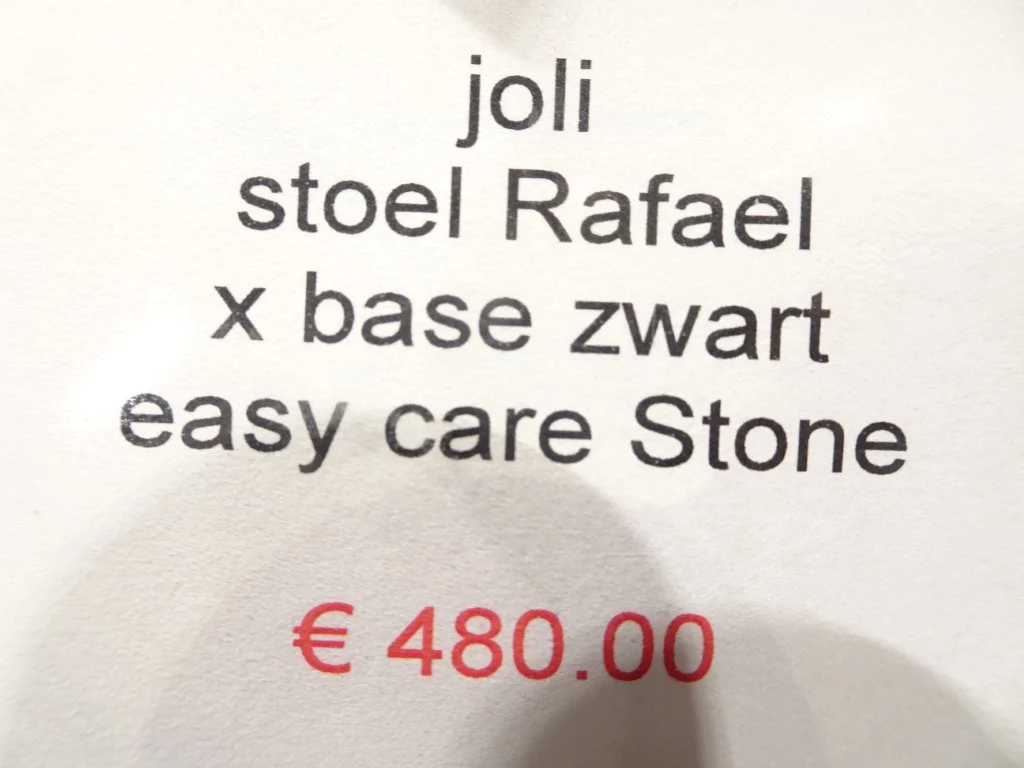 joli
stoel Rafael
x base zwart
easy care Stone
€ 480.00